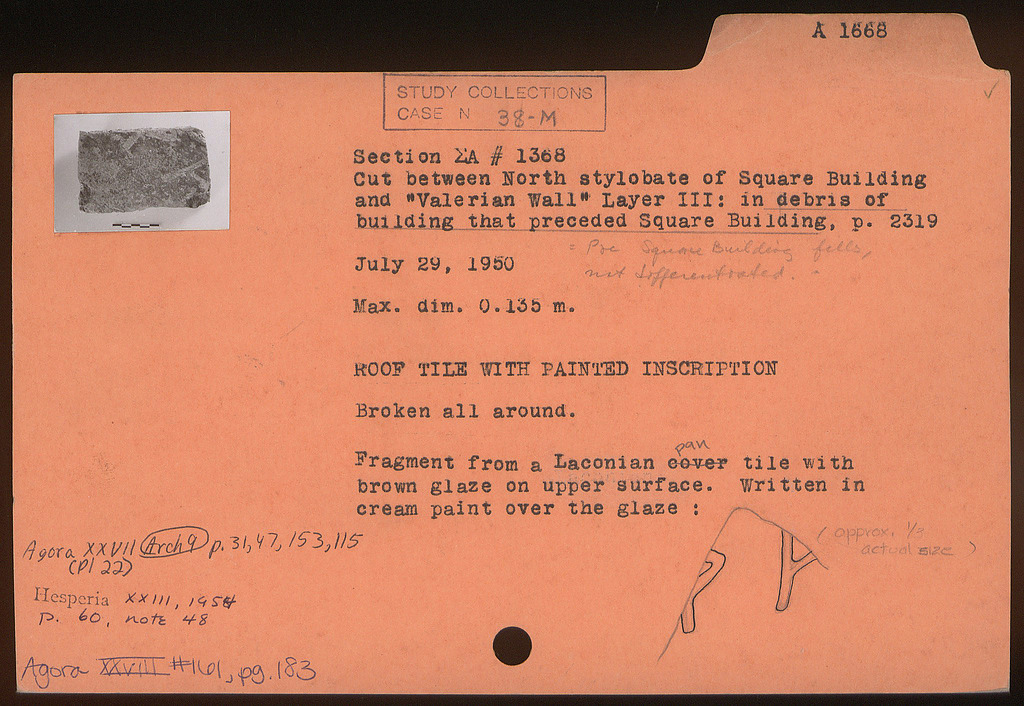 A 1668
STUDY COLLECTIONS
CASE N 38-M
Section ΣA # 1368
Cut between North stylobate of Square Building
and "Valerian Wall" Layer III: in debris of
building that preceded Square Building, p. 2319
= Pre Square Building fills,
not differentiated.
July 29, 1950
Max. dim. 0.135 m.
ROOF TILE WITH PAINTED INSCRIPTION
Broken all around.
pan
Fragment from a Laconian cover tile with
brown glaze on upper surface. Written in
cream paint over the glaze :
(approx. 1/3
actual size)
Agora XXVII Arch 9 p. 31, 47, 153, 115
(Pl 22)
Hesperia XXIII, 1954
p. 60, note 48
Agora XXVIII #161, pg. 183